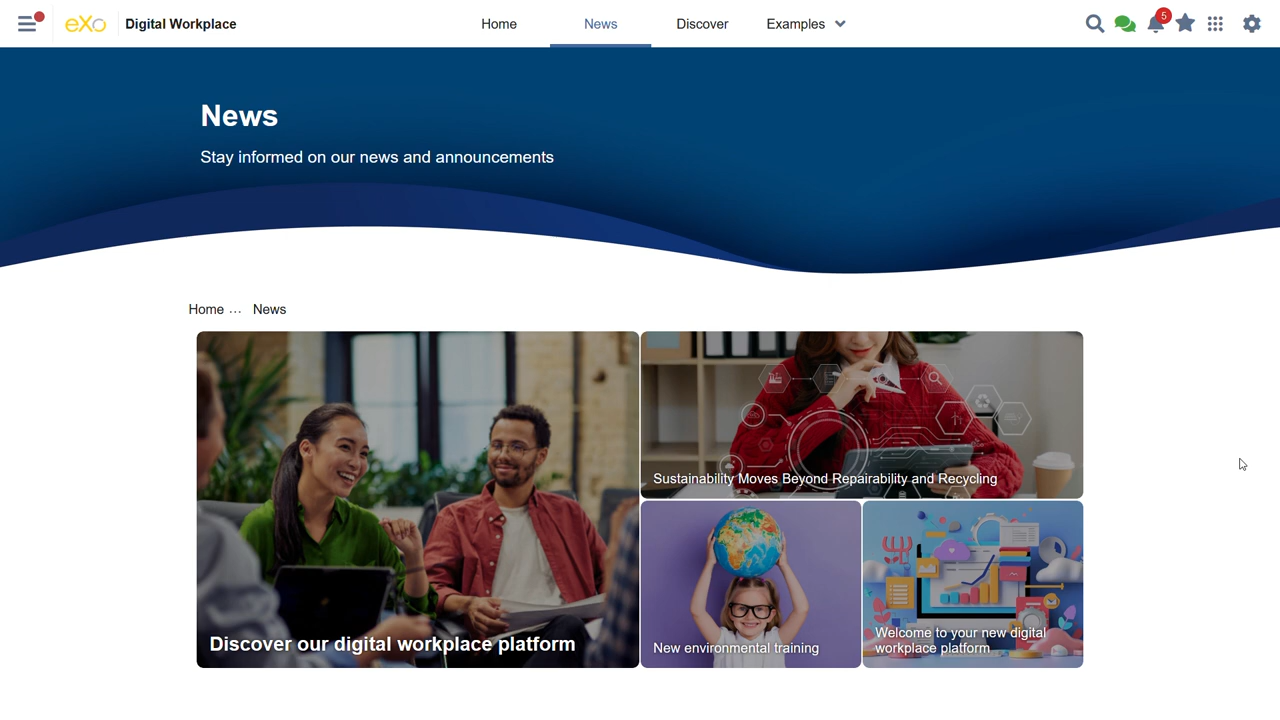 eXo
Digital Workplace
Home
News
Discover
Examples
5
News
Stay informed on our news and announcements
Home ... News
Sustainability Moves Beyond Repairability and Recycling
Discover our digital workplace platform
New environmental training
Welcome to your new digital
workplace platform